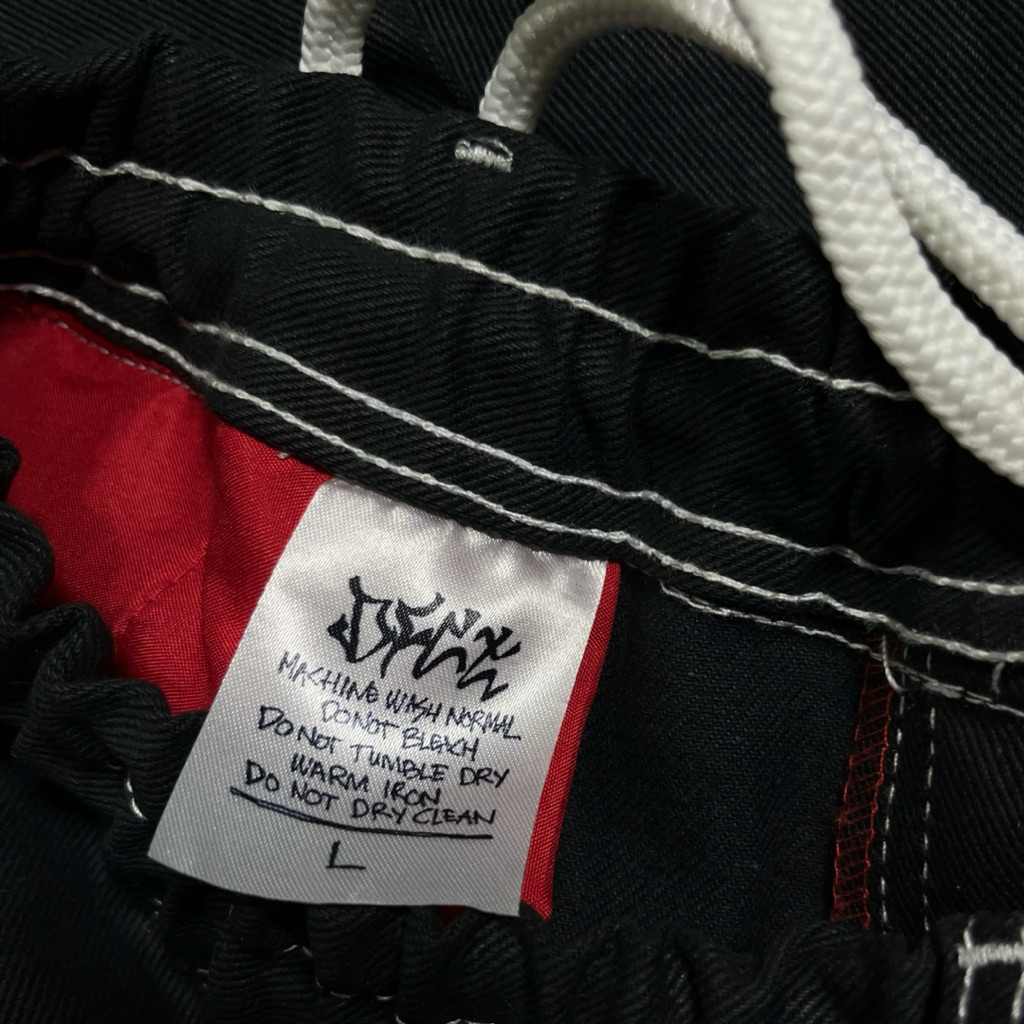 MACHINE WASH NORMAL
DO NOT BLEACH
DO NOT TUMBLE DRY
WARM IRON
DO NOT DRY CLEAN
L